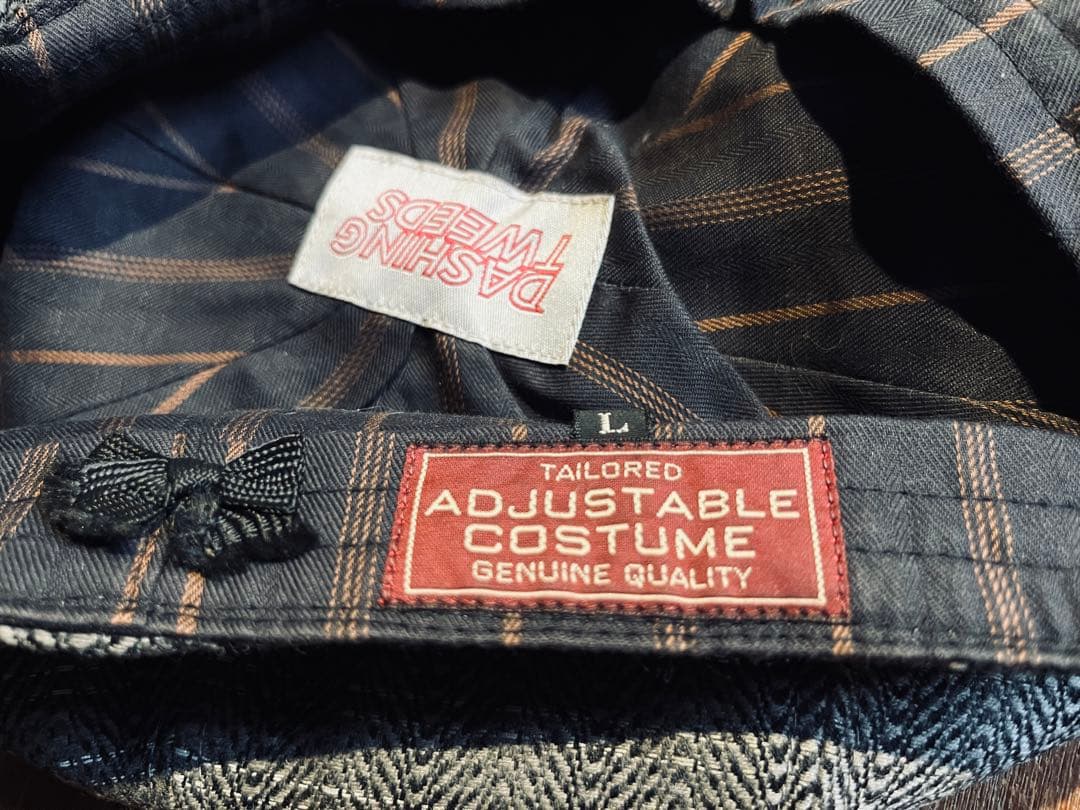 DASHING
TWEEDS
L
TAILORED
ADJUSTABLE
COSTUME
GENUINE QUALITY